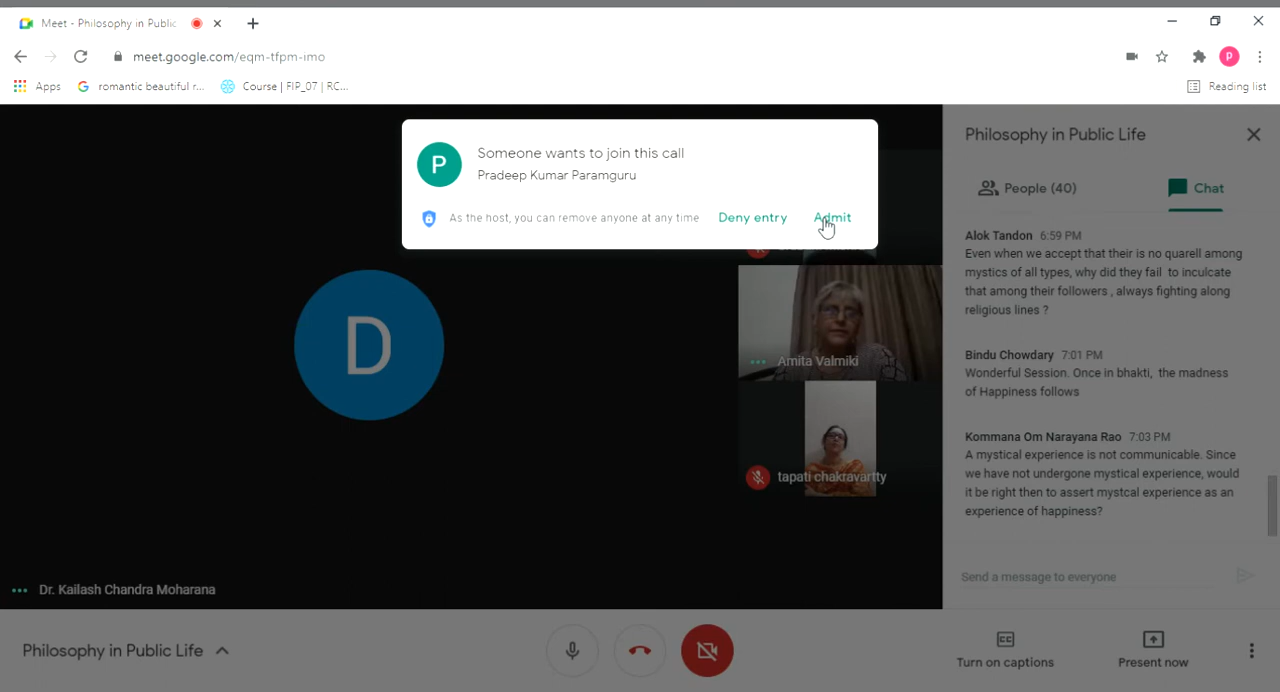 Meet - Philosophy in Public
meet.google.com/eqm-tfpm-imo
P
Apps
romantic beautiful r...
Course | FIP_07 | RC...
Reading list
P
Someone wants to join this call
Pradeep Kumar Paramguru
As the host, you can remove anyone at any time
Deny entry
Admit
D
Amita Valmiki
tapati chakravartty
Dr. Kailash Chandra Moharana
Philosophy in Public Life
People (40)
Chat
Alok Tandon 6:59 PM
Even when we accept that their is no quarell among
mystics of all types, why did they fail to inculcate
that among their followers , always fighting along
religious lines ?
Bindu Chowdary 7:01 PM
Wonderful Session. Once in bhakti, the madness
of Happiness follows
Kommana Om Narayana Rao 7:03 PM
A mystical experience is not communicable. Since
we have not undergone mystical experience, would
it be right then to assert mystcal experience as an
experience of happiness?
Send a message to everyone
Philosophy in Public Life
CC
Turn on captions
Present now